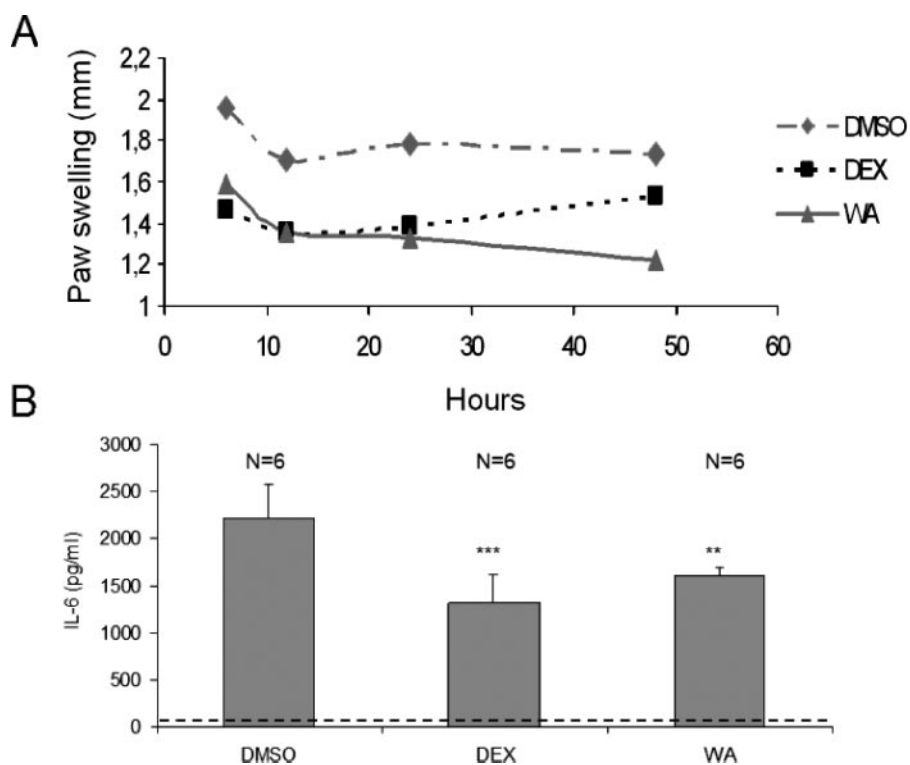 A
Paw swelling (mm)
2,2
2
1,8
1,6
1,4
1,2
1
0 10 20 30 40 50 60
Hours
DMSO
DEX
WA
B
IL-6 (pg/ml)
3000
2500
2000
1500
1000
500
0
N=6 N=6 N=6
*** **
DMSO DEX WA